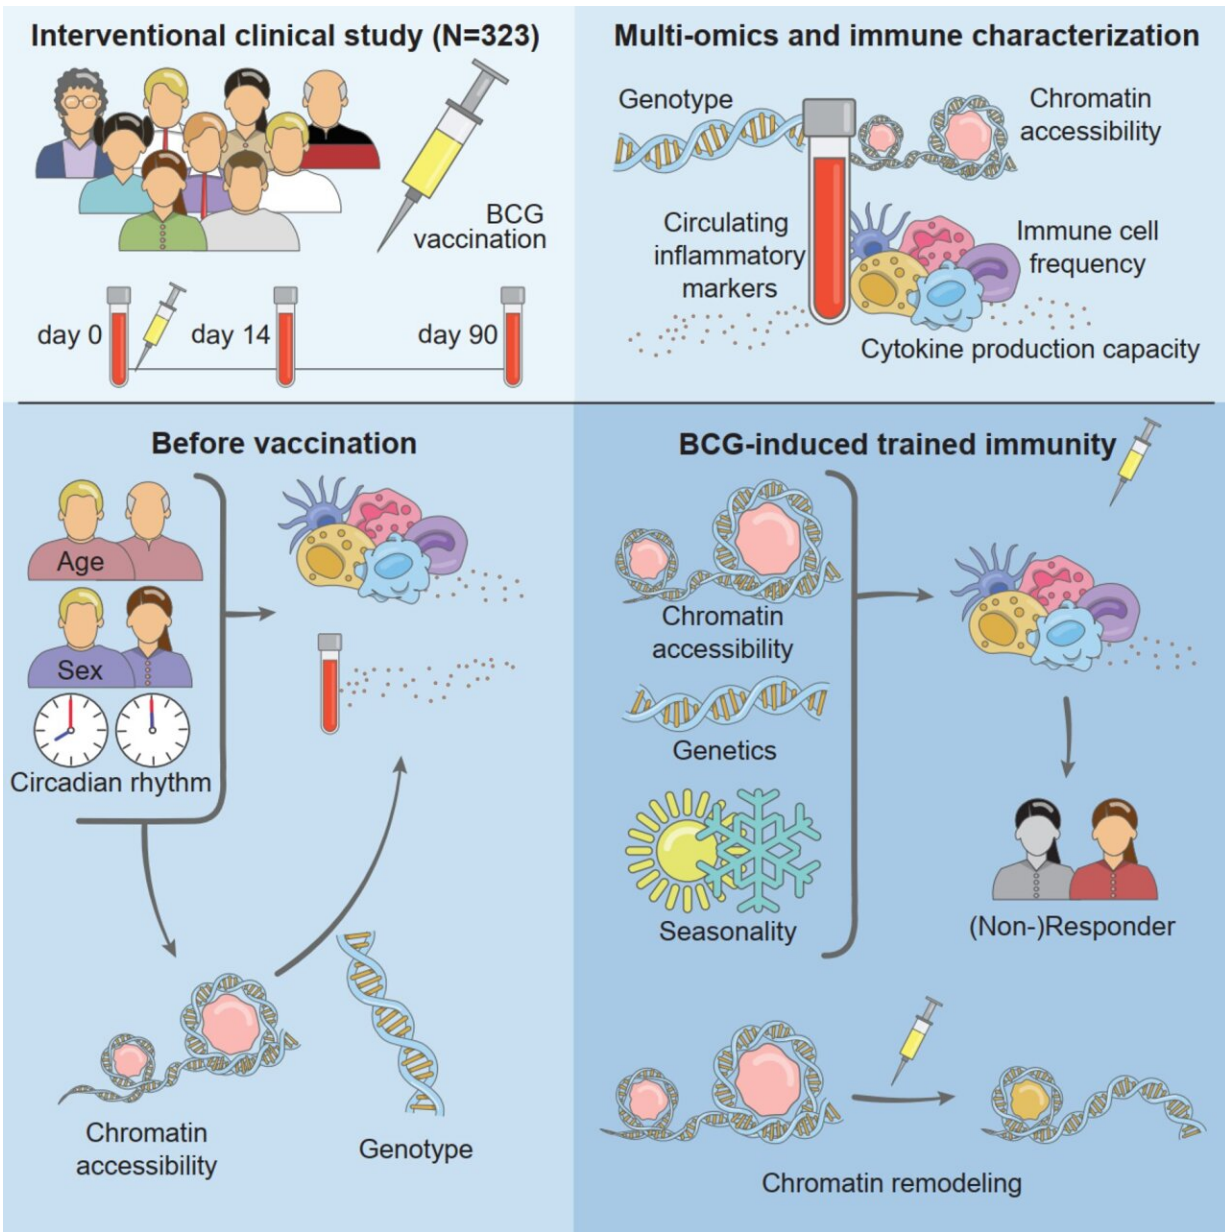 Interventional clinical study (N=323)
BCG
vaccination
day 0
day 14
day 90
Multi-omics and immune characterization
Genotype
Chromatin
accessibility
Circulating
inflammatory
markers
Immune cell
frequency
Cytokine production capacity
Before vaccination
Age
Sex
Circadian rhythm
Chromatin
accessibility
Genotype
BCG-induced trained immunity
Chromatin
accessibility
Genetics
Seasonality
(Non-)Responder
Chromatin remodeling